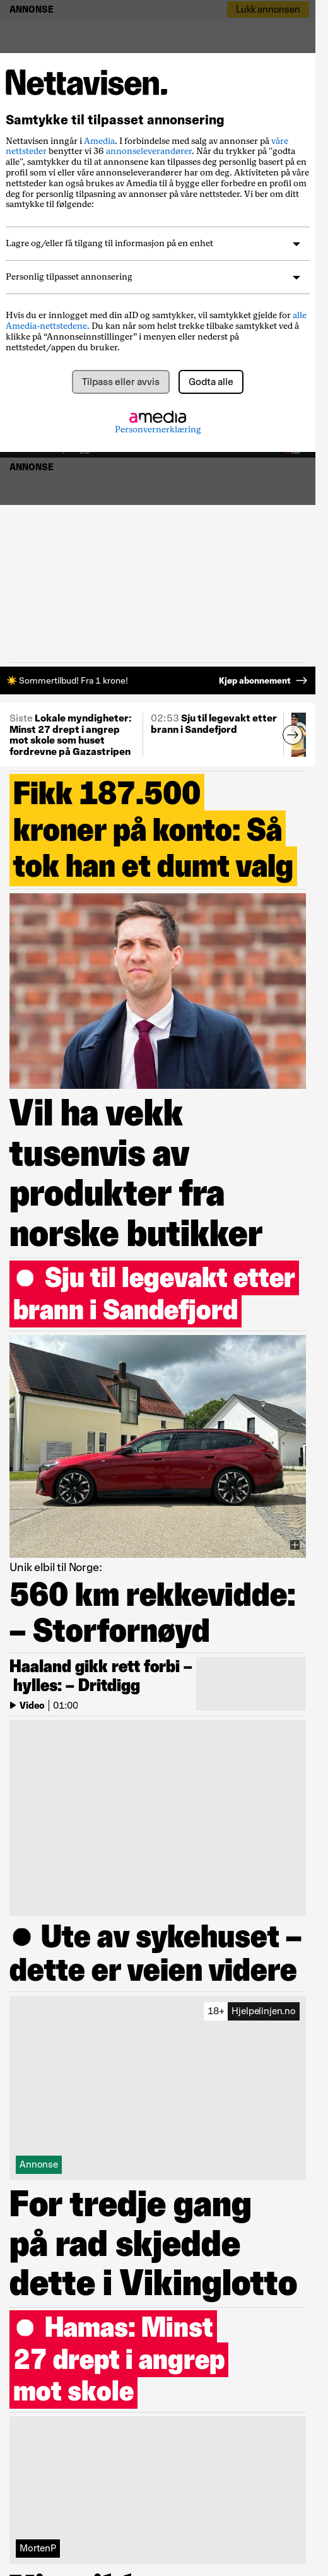 ANNONSE
Lukk annonsen
Nettavisen.
Samtykke til tilpasset annonsering
Nettavisen inngår i Amedia. I forbindelse med salg av annonser på våre
nettsteder benytter vi 36 annonseleverandører. Når du trykker på "godta
alle", samtykker du til at annonsene kan tilpasses deg personlig basert på en
profil som vi eller våre annonseleverandører har om deg. Aktiviteten på våre
nettsteder kan også brukes av Amedia til å bygge eller forbedre en profil om
deg for personlig tilpasning av annonser på våre nettsteder. Vi ber om ditt
samtykke til følgende:
Lagre og/eller få tilgang til informasjon på en enhet
Personlig tilpasset annonsering
Hvis du er innlogget med din aID og samtykker, vil samtykket gjelde for alle
Amedia-nettstedene. Du kan når som helst trekke tilbake samtykket ved å
klikke på “Annonseinnstillinger” i menyen eller nederst på
nettstedet/appen du bruker.
Tilpass eller avvis
Godta alle
amedia
Personvernerklæring
ANNONSE
☀️ Sommertilbud! Fra 1 krone!
Kjøp abonnement →
Siste Lokale myndigheter:
Minst 27 drept i angrep
mot skole som huset
fordrevne på Gazastripen
02:53 Sju til legevakt etter
brann i Sandefjord
Fikk 187.500
kroner på konto: Så
tok han et dumt valg
Vil ha vekk
tusenvis av
produkter fra
norske butikker
● Sju til legevakt etter
brann i Sandefjord
Unik elbil til Norge:
560 km rekkevidde:
– Storfornøyd
Haaland gikk rett forbi –
hylles: – Dritdigg
Video | 01:00
● Ute av sykehuset –
dette er veien videre
18+ Hjelpelinjen.no
Annonse
For tredje gang
på rad skjedde
dette i Vikinglotto
● Hamas: Minst
27 drept i angrep
mot skole
MortenP